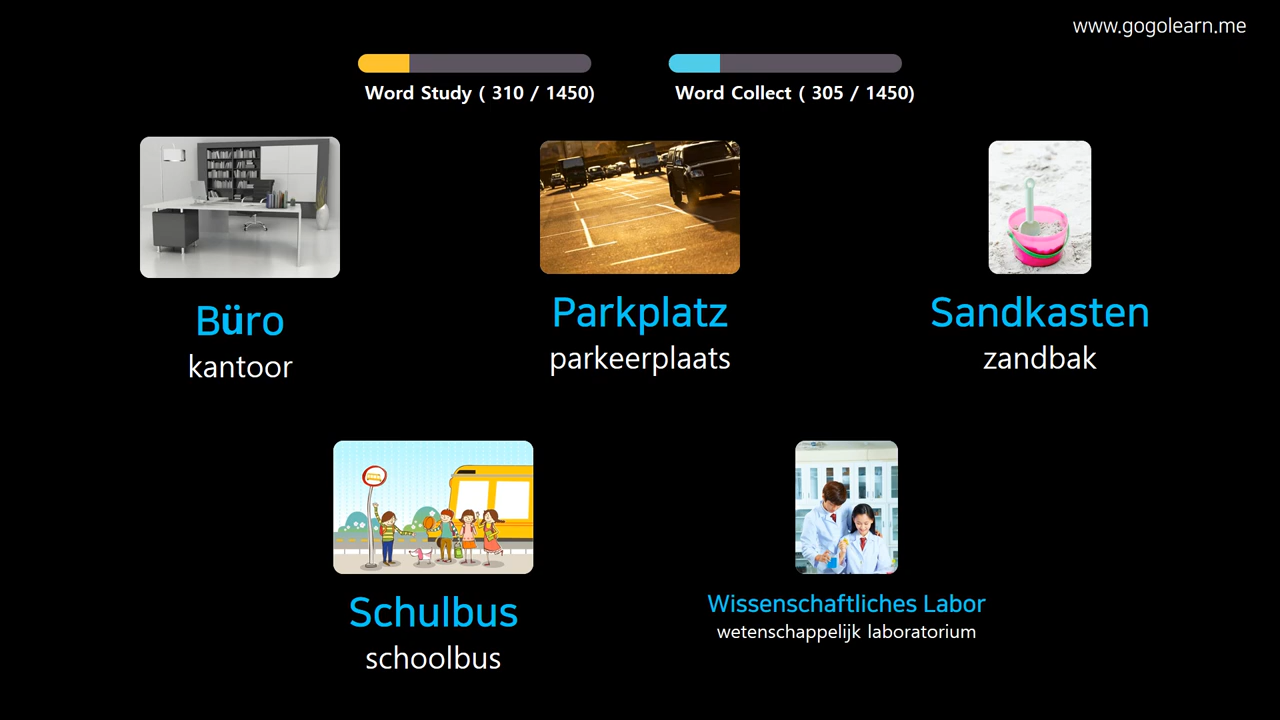 www.gogolearn.me
Word Study ( 310 / 1450)
Word Collect ( 305 / 1450)
Büro
kantoor
Parkplatz
parkeerplaats
Sandkasten
zandbak
Schulbus
schoolbus
Wissenschaftliches Labor
wetenschappelijk laboratorium